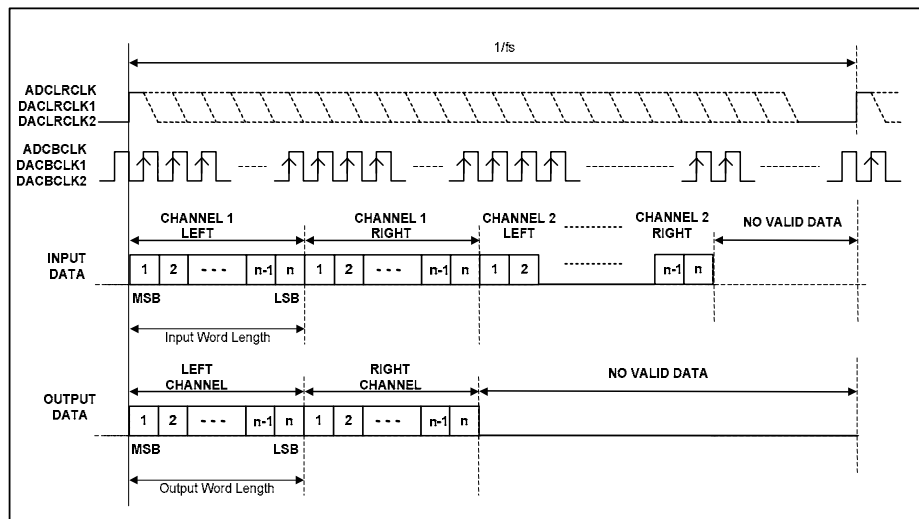 1/fs
ADCLRCLK
DACLRCLK1
DACLRCLK2
ADCBCLK
DACBCLK1
DACBCLK2
CHANNEL 1
LEFT
CHANNEL 1
RIGHT
CHANNEL 2
LEFT
CHANNEL 2
RIGHT
NO VALID DATA
INPUT
DATA
1 2 - - - n-1 n 1 2 - - - n-1 n 1 2 n-1 n
MSB LSB
Input Word Length
LEFT
CHANNEL
RIGHT
CHANNEL
NO VALID DATA
OUTPUT
DATA
1 2 - - - n-1 n 1 2 - - - n-1 n
MSB LSB
Output Word Length